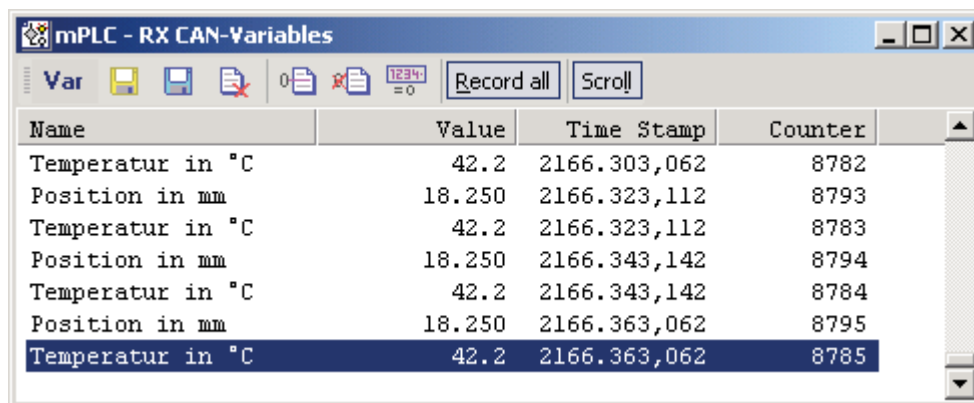 mPLC - RX CAN-Variables
Var 1234· =0 Record all Scroll
Name Value Time Stamp Counter
Temperatur in °C 42.2 2166.303,062 8782
Position in mm 18.250 2166.323,112 8793
Temperatur in °C 42.2 2166.323,112 8783
Position in mm 18.250 2166.343,142 8794
Temperatur in °C 42.2 2166.343,142 8784
Position in mm 18.250 2166.363,062 8795
Temperatur in °C 42.2 2166.363,062 8785